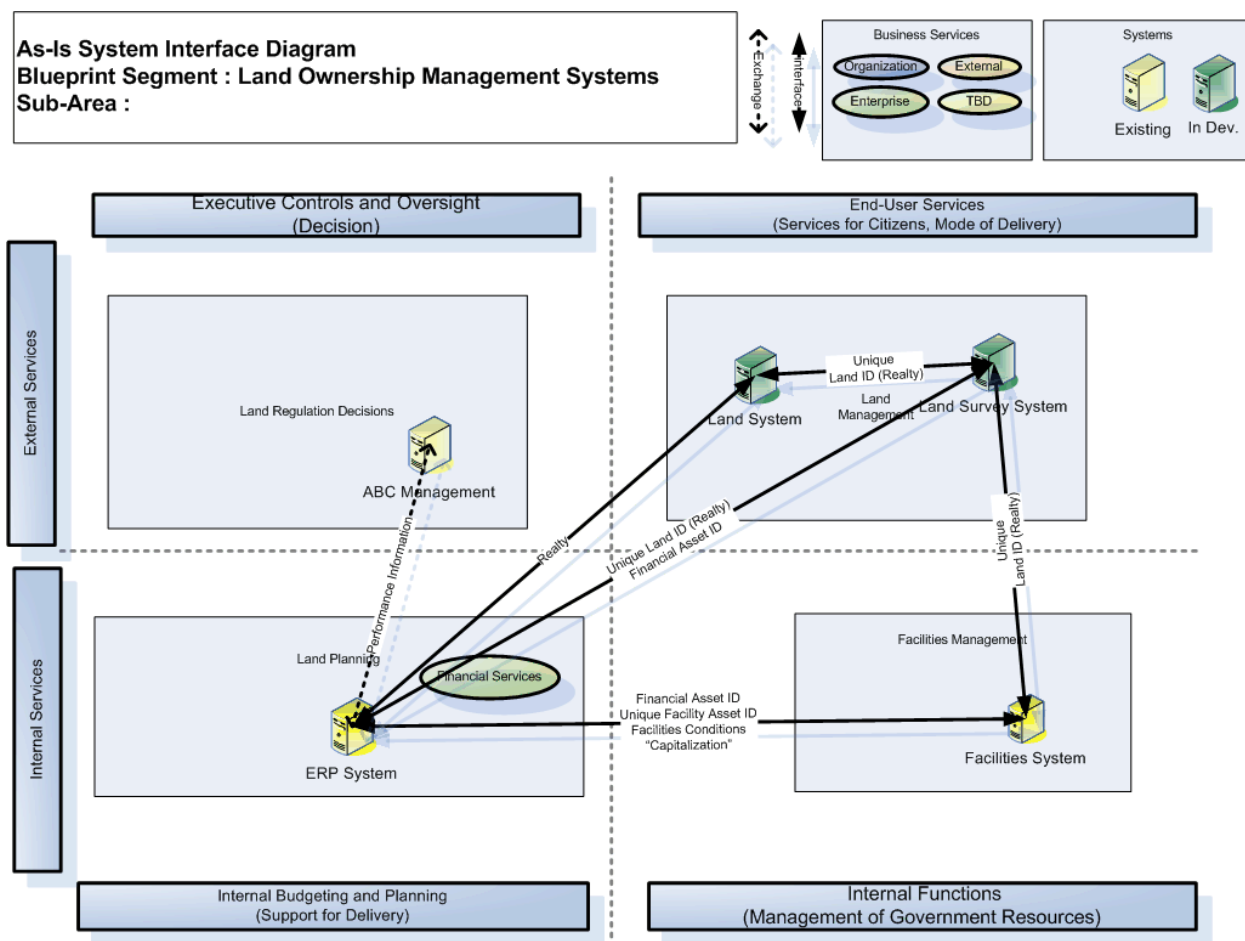 As-Is System Interface Diagram
Blueprint Segment : Land Ownership Management Systems
Sub-Area :
Exchange
Interface
Business Services
Organization
External
Enterprise
TBD
Systems
Existing
In Dev.
Executive Controls and Oversight
(Decision)
End-User Services
(Services for Citizens, Mode of Delivery)
External Services
Land Regulation Decisions
ABC Management
Unique
Land ID (Realty)
Land
Management
Land System
Land Survey System
Performance Information
Realty
Unique Land ID (Realty)
Financial Asset ID
Unique
Land ID (Realty)
Internal Services
Land Planning
Financial Services
ERP System
Financial Asset ID
Unique Facility Asset ID
Facilities Conditions
“Capitalization”
Facilities Management
Facilities System
Internal Budgeting and Planning
(Support for Delivery)
Internal Functions
(Management of Government Resources)